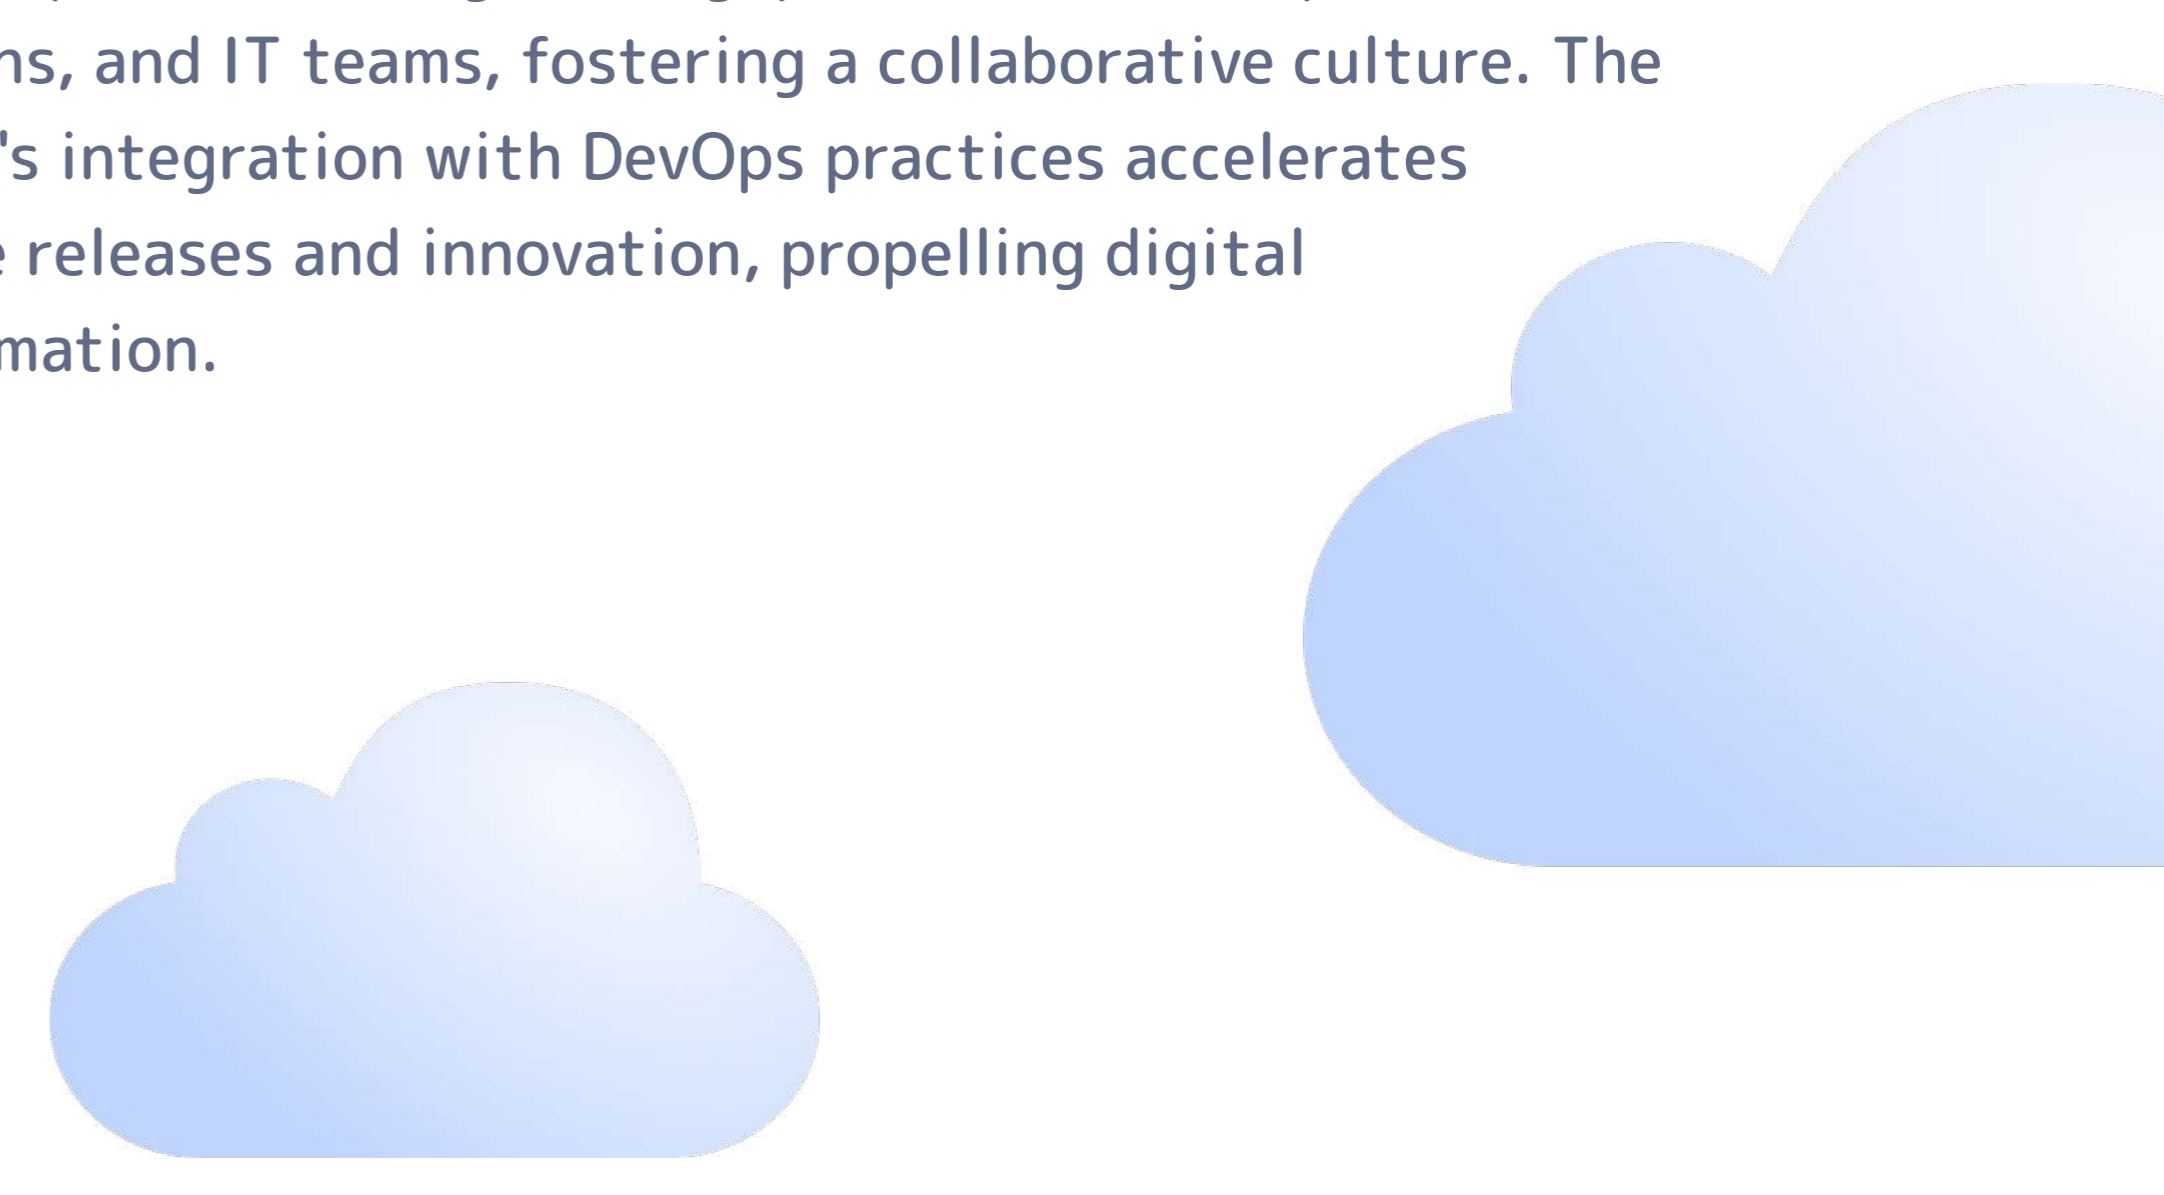 ns, and IT teams, fostering a collaborative culture. The
's integration with DevOps practices accelerates
releases and innovation, propelling digital
mation.